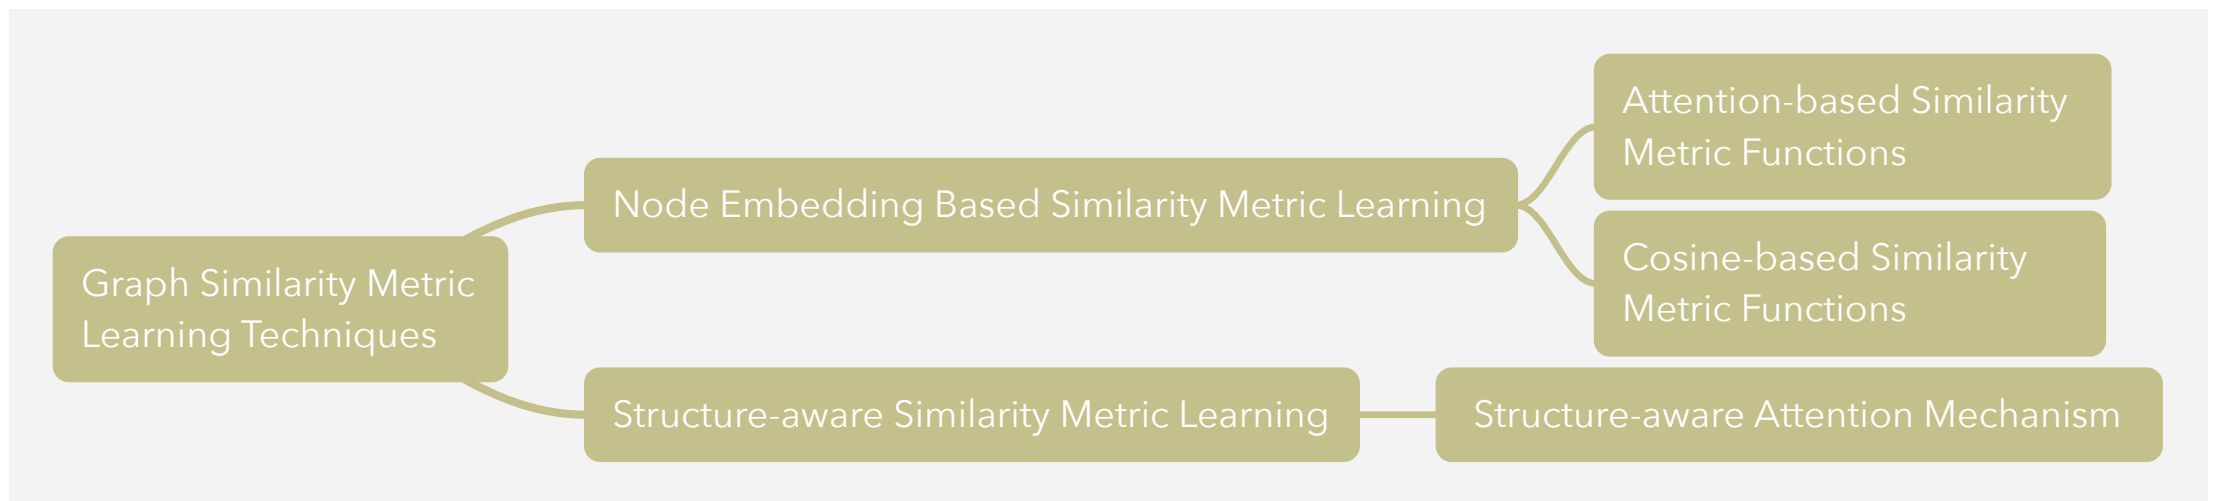 Graph Similarity Metric
Learning Techniques
Node Embedding Based Similarity Metric Learning
Attention-based Similarity
Metric Functions
Cosine-based Similarity
Metric Functions
Structure-aware Similarity Metric Learning
Structure-aware Attention Mechanism